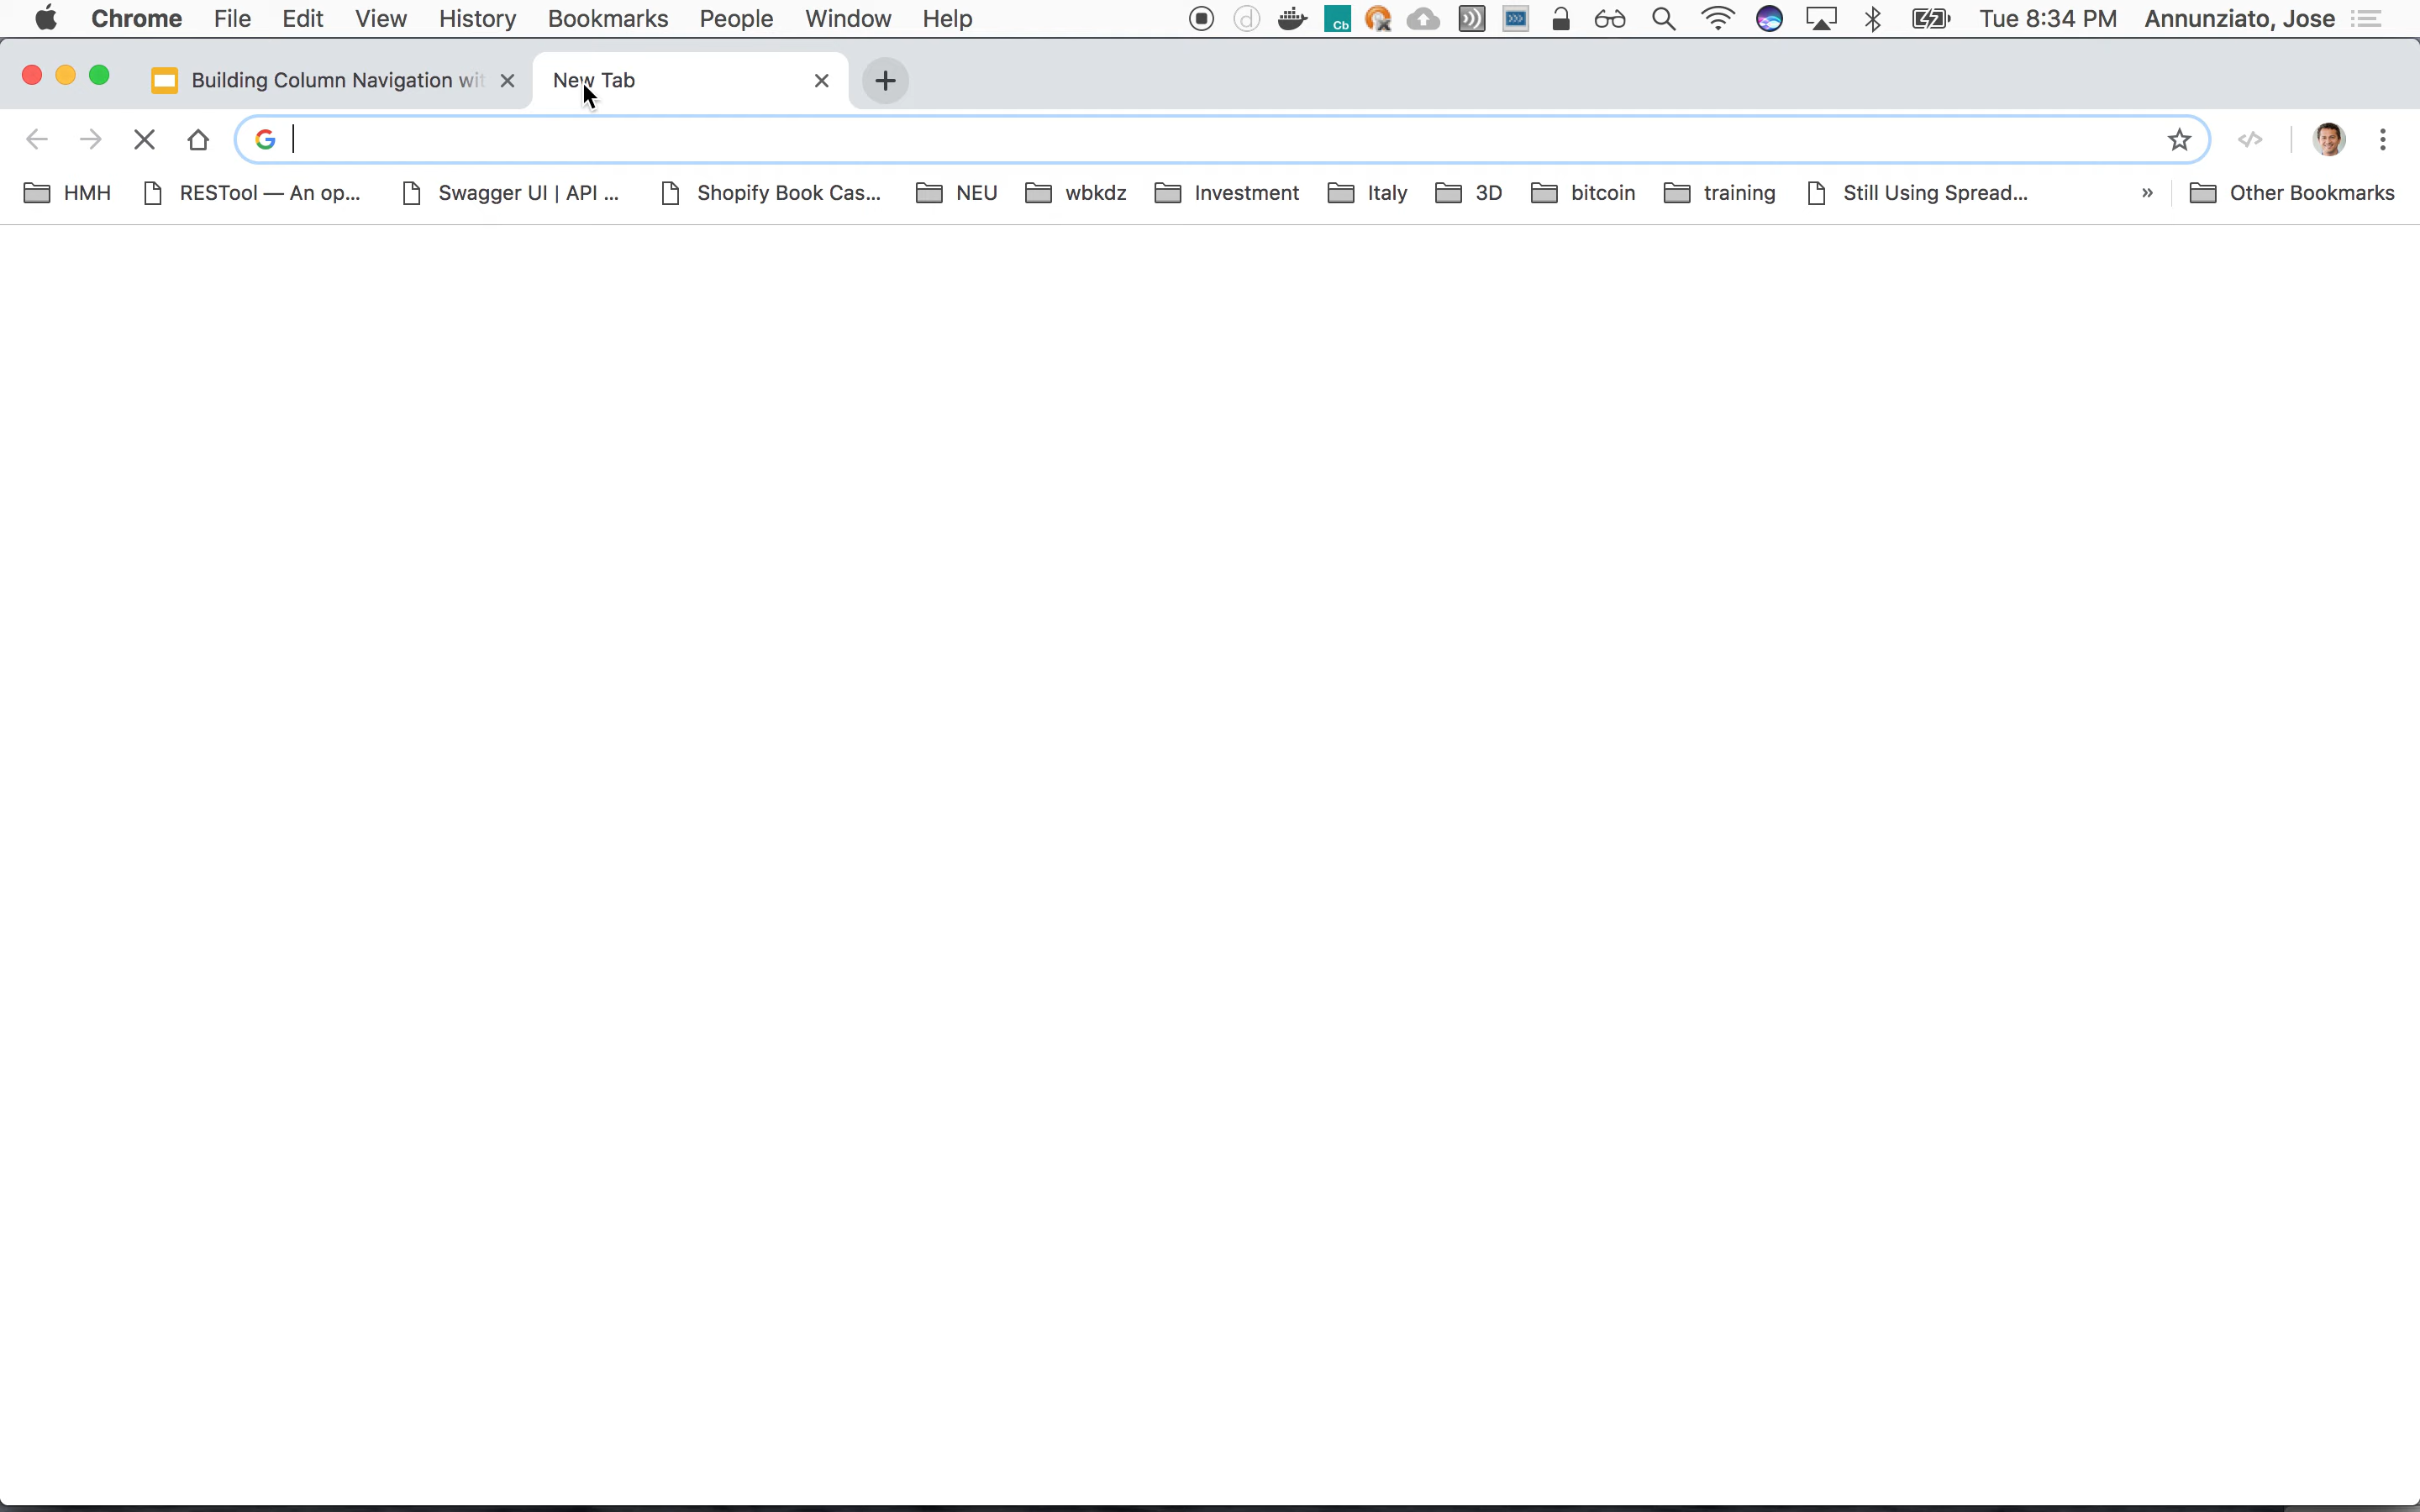 Chrome File Edit View History Bookmarks People Window Help Cb Tue 8:34 PM Annunziato, Jose
Building Column Navigation wit New Tab
HMH RESTool — An op... Swagger UI | API ... Shopify Book Cas... NEU wbkdz Investment Italy 3D bitcoin training Still Using Spread... » Other Bookmarks